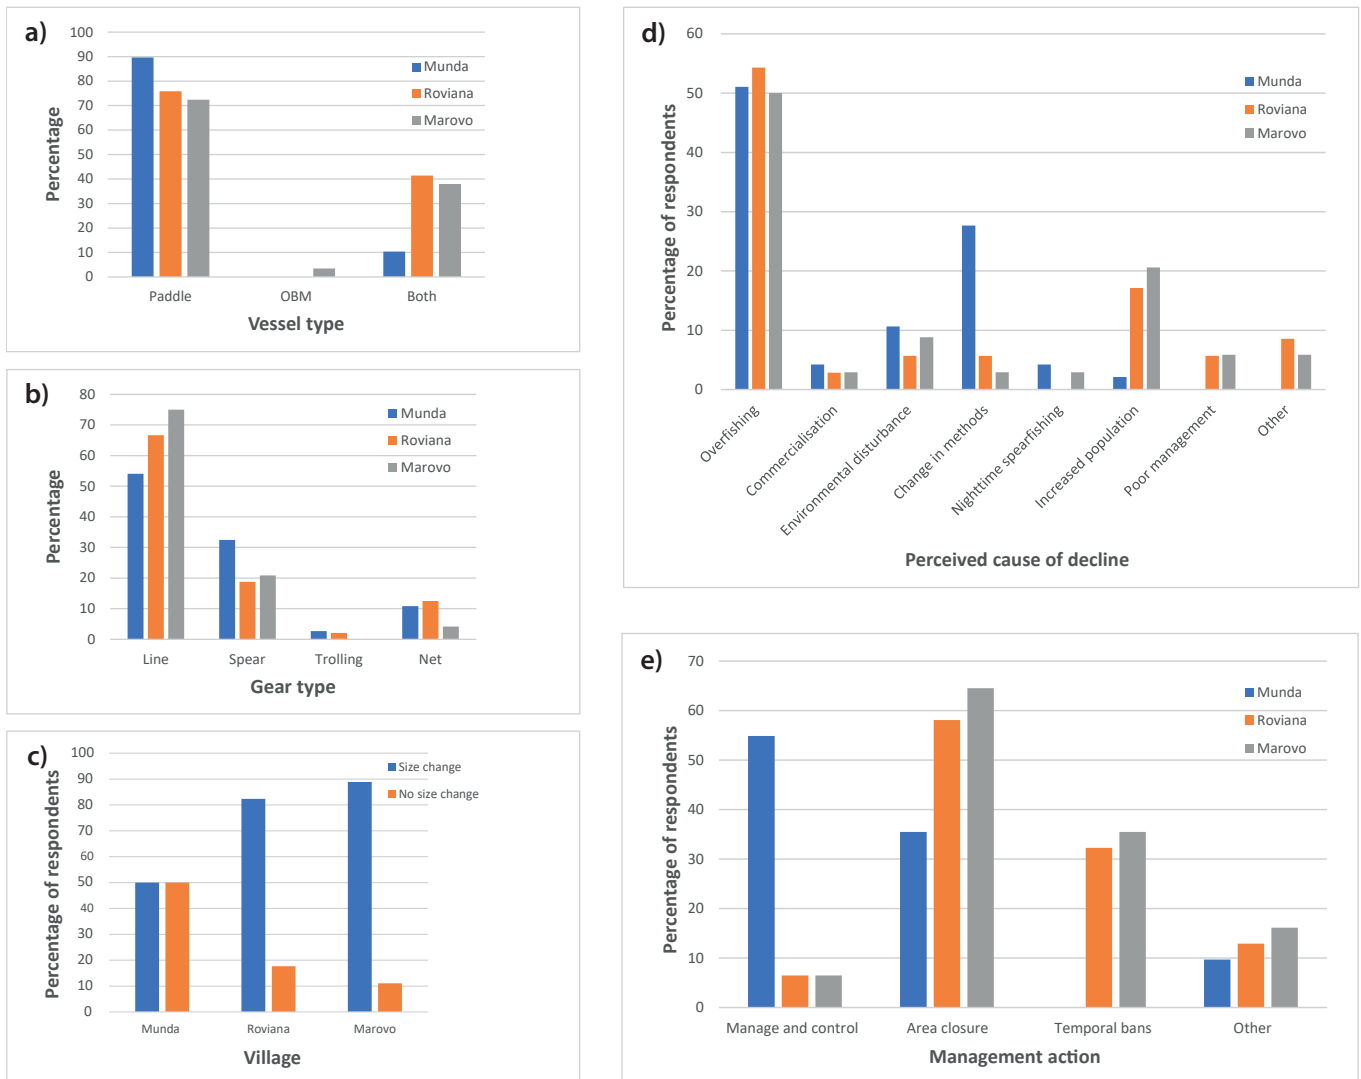 a)
100
90
80
70
60
50
40
30
20
10
0
Percentage
Munda
Roviana
Marovo
Paddle OBM Both
Vessel type
b)
80
70
60
50
40
30
20
10
0
Percentage
Munda
Roviana
Marovo
Line Spear Trolling Net
Gear type
c)
100
90
80
70
60
50
40
30
20
10
0
Percentage of respondents
Size change
No size change
Munda Roviana Marovo
Village
d)
60
50
40
30
20
10
0
Percentage of respondents
Munda
Roviana
Marovo
Overfishing
Commercialisation
Environmental disturbance
Change in methods
Nighttime spearfishing
Increased population
Poor management
Other
Perceived cause of decline
e)
70
60
50
40
30
20
10
0
Percentage of respondents
Munda
Roviana
Marovo
Manage and control Area closure Temporal bans Other
Management action